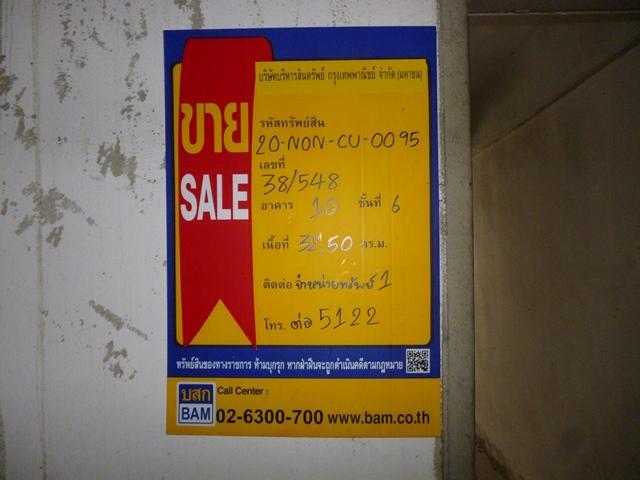 บริษัทบริหารสินทรัพย์ กรุงเทพพาณิชย์ จำกัด (มหาชน)
ขาย
SALE
รหัสทรัพย์สิน
20-NON-CU-0095
เลขที่
38/548
อาคาร 10 ชั้นที่ 6
เนื้อที่ 32.50 ตร.ม.
ติดต่อ จำหน่ายทรัพย์ 1
โทร. ต่อ 5122
ทรัพย์สินของทางราชการ ห้ามบุกรุก หากฝ่าฝืนจะถูกดำเนินคดีตามกฎหมาย
บสก
BAM
Call Center :
02-6300-700 www.bam.co.th